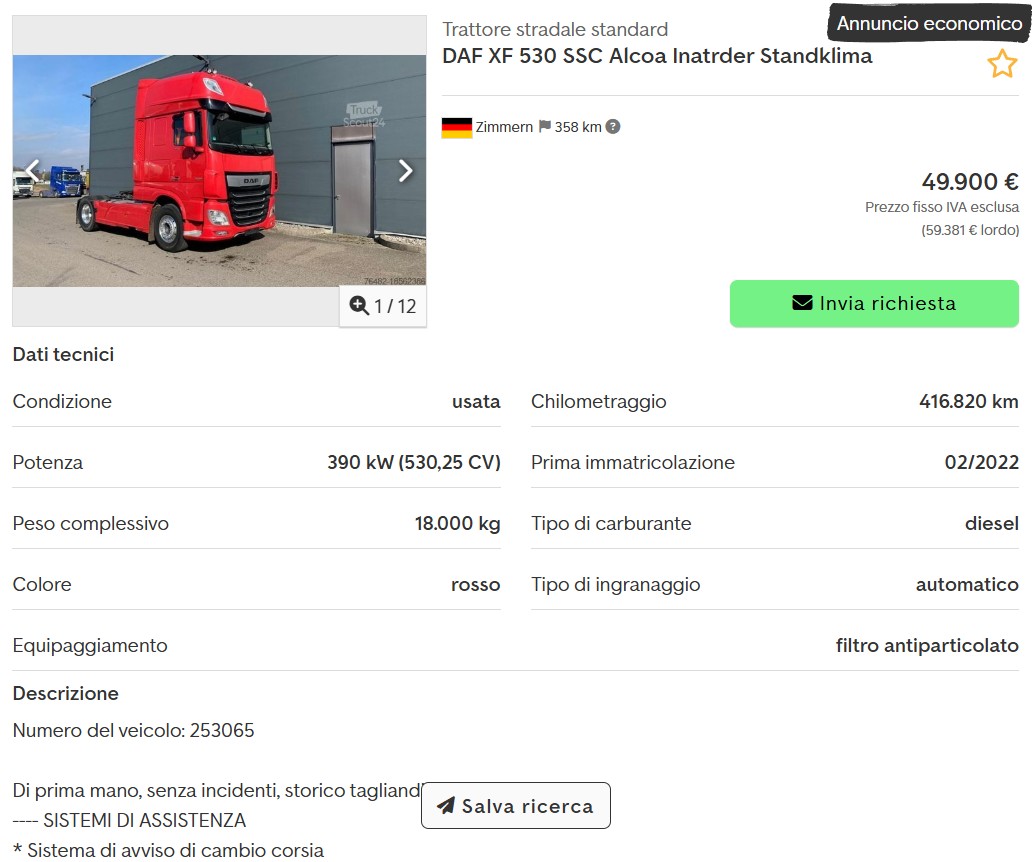 Annuncio economico
Trattore stradale standard
DAF XF 530 SSC Alcoa Inatrder Standklima
Zimmern 358 km ?
Truck
Scout24
DAF
76482-18562386
1 / 12
49.900 €
Prezzo fisso IVA esclusa
(59.381 € lordo)
Invia richiesta
Dati tecnici
Condizione usata
Chilometraggio 416.820 km
Potenza 390 kW (530,25 CV)
Prima immatricolazione 02/2022
Peso complessivo 18.000 kg
Tipo di carburante diesel
Colore rosso
Tipo di ingranaggio automatico
Equipaggiamento filtro antiparticolato
Descrizione
Numero del veicolo: 253065
Di prima mano, senza incidenti, storico tagliand
Salva ricerca
---- SISTEMI DI ASSISTENZA
* Sistema di avviso di cambio corsia